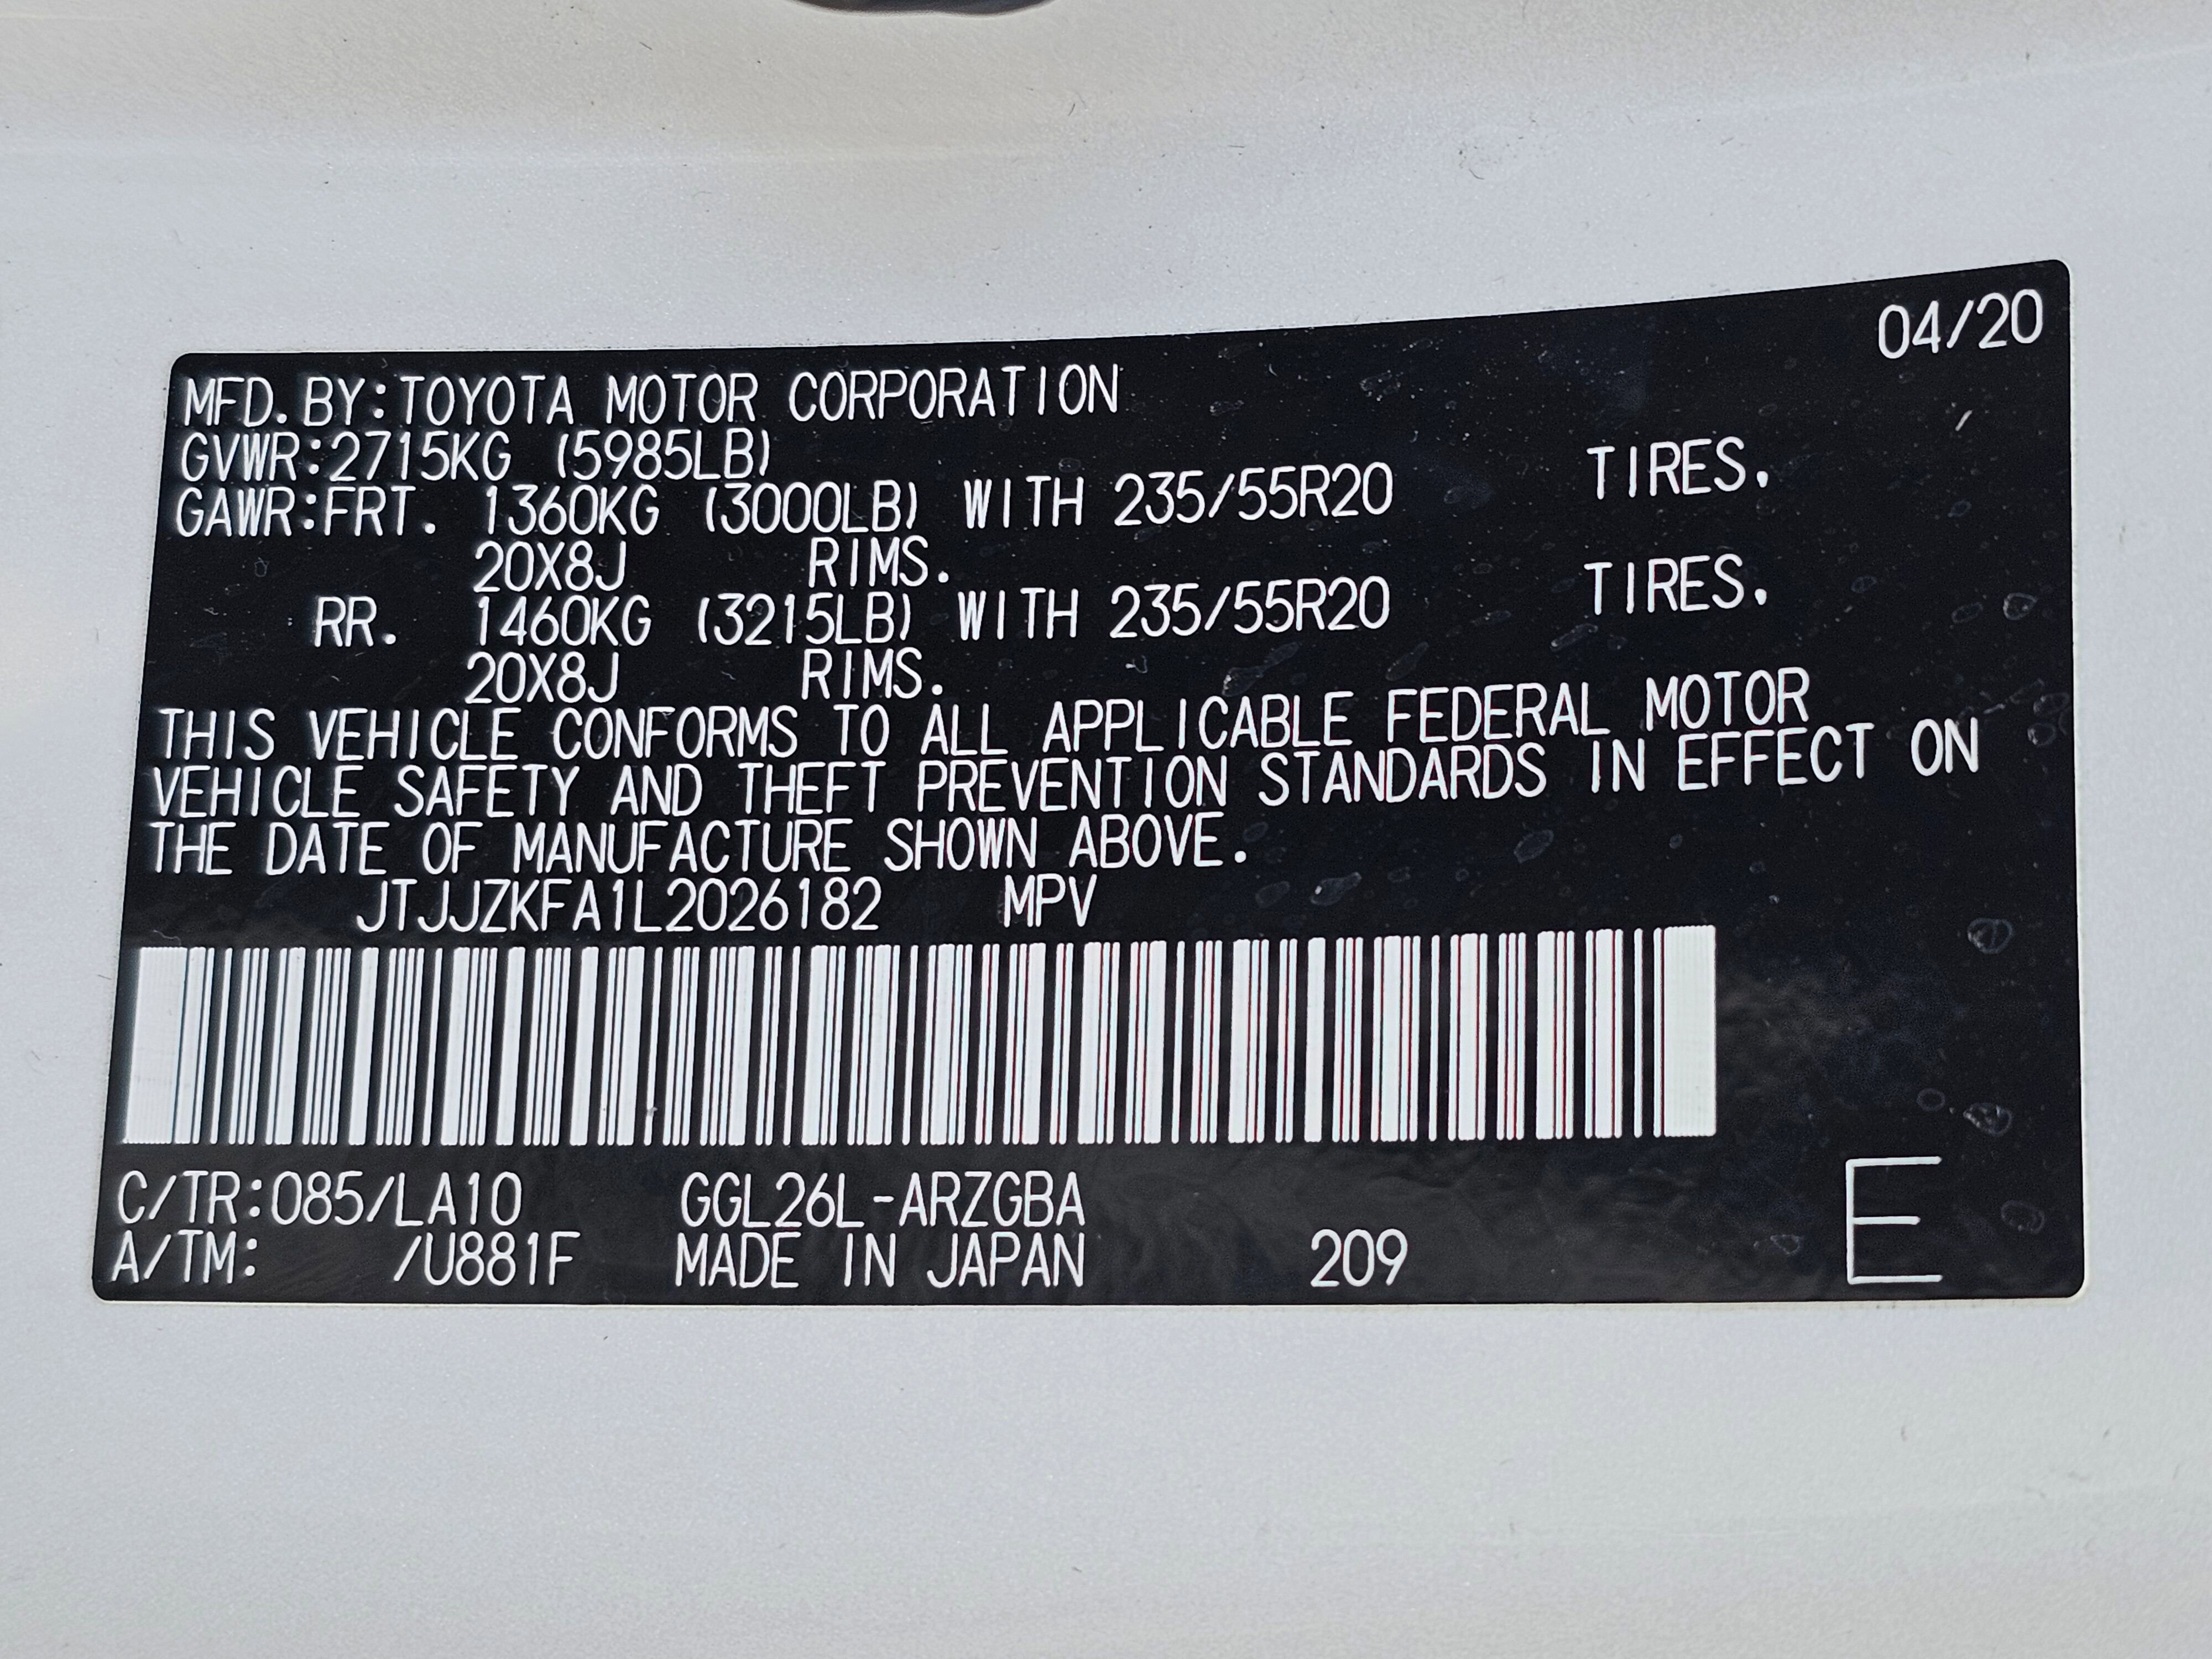 04/20
MFD.BY:TOYOTA MOTOR CORPORATION
GVWR:2715KG (5985LB)
GAWR:FRT. 1360KG (3000LB) WITH 235/55R20 TIRES.
20X8J RIMS.
RR. 1460KG (3215LB) WITH 235/55R20 TIRES.
20X8J RIMS.
THIS VEHICLE CONFORMS TO ALL APPLICABLE FEDERAL MOTOR
VEHICLE SAFETY AND THEFT PREVENTION STANDARDS IN EFFECT ON
THE DATE OF MANUFACTURE SHOWN ABOVE.
JTJJZKFA1L2026182 MPV
C/TR:085/LA10 GGL26L-ARZGBA
A/TM: /U881F MADE IN JAPAN 209 E